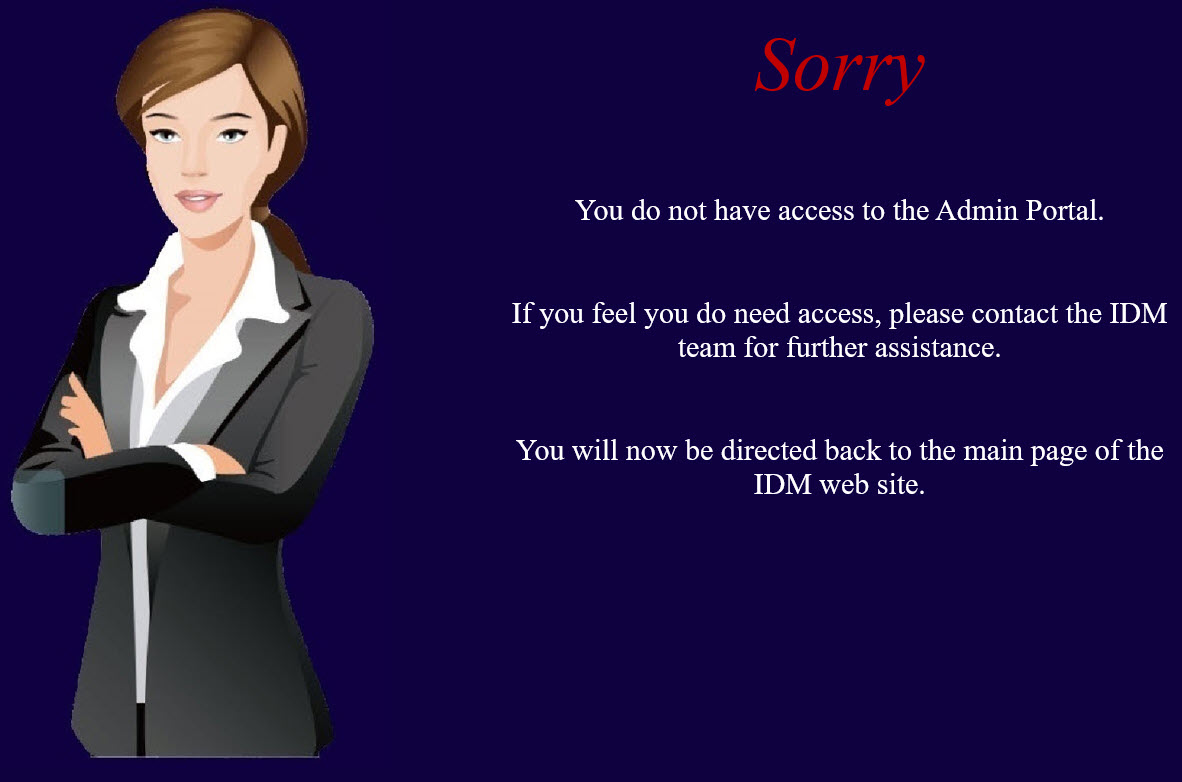 Sorry
You do not have access to the Admin Portal.
If you feel you do need access, please contact the IDM
team for further assistance.
You will now be directed back to the main page of the
IDM web site.